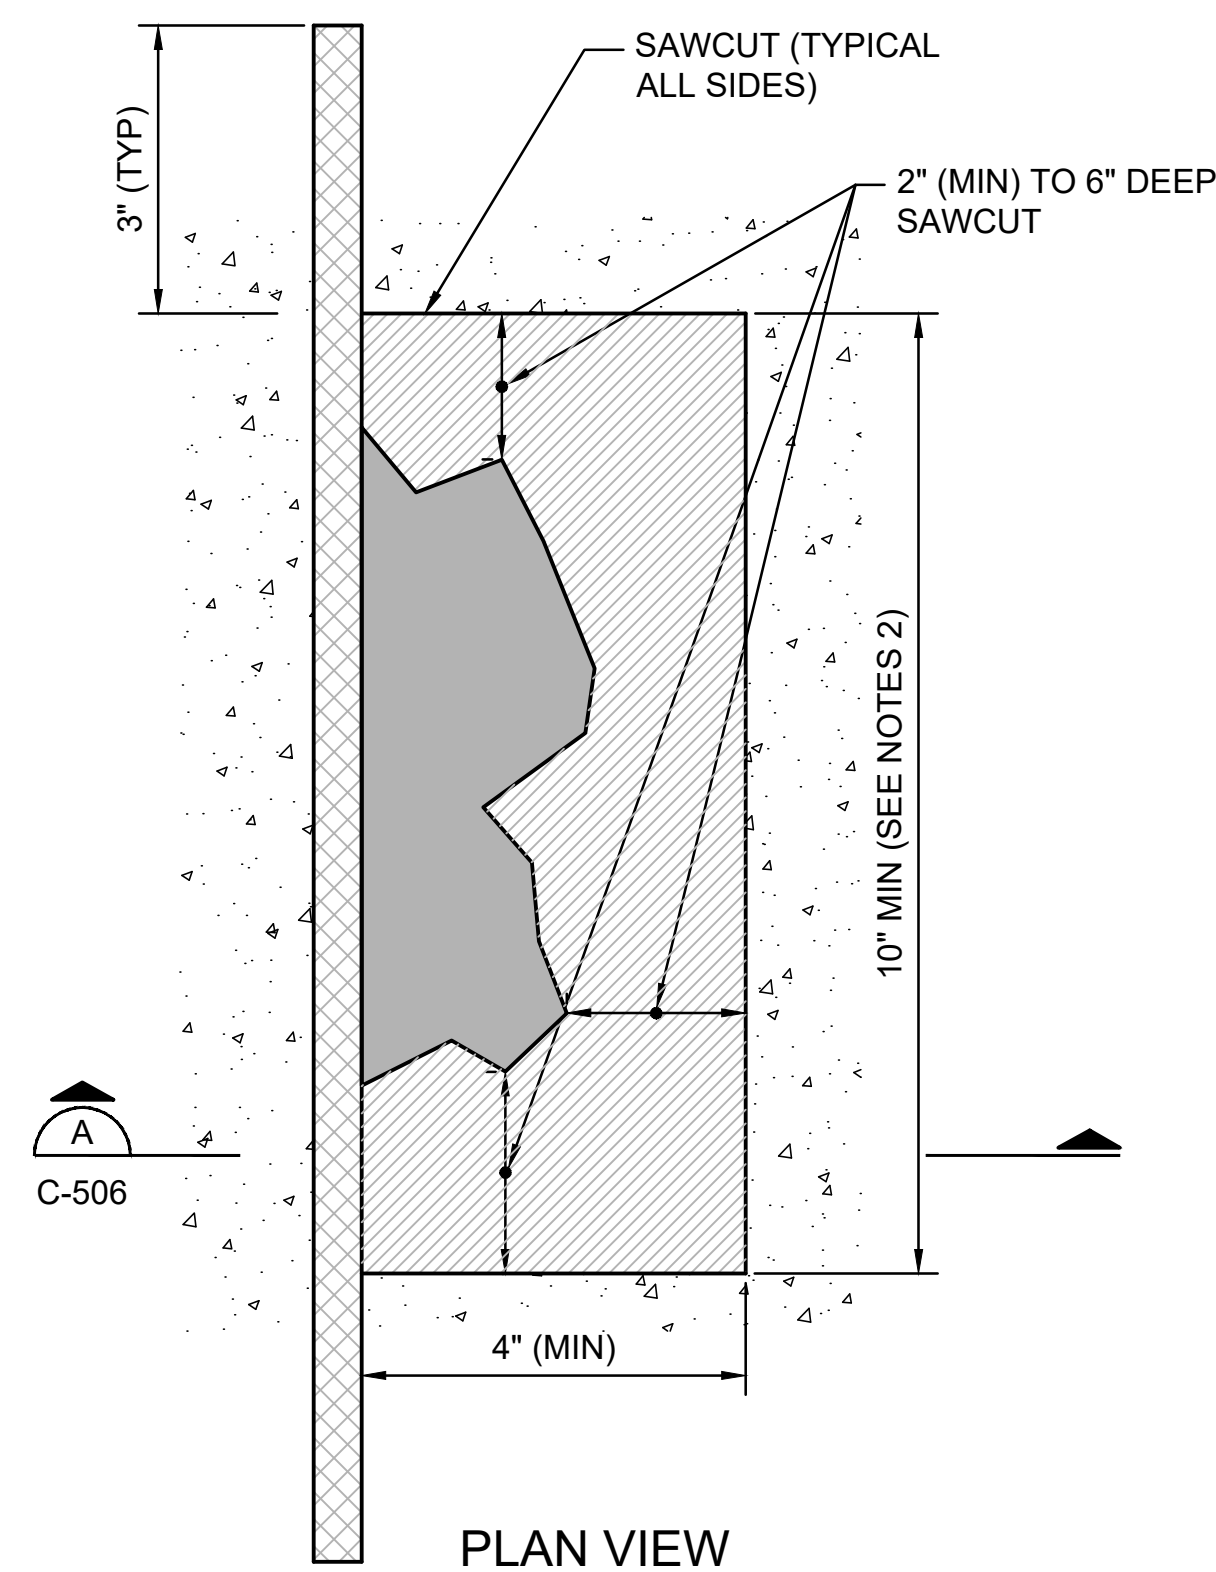 SAWCUT (TYPICAL
ALL SIDES)
3" (TYP)
2" (MIN) TO 6" DEEP
SAWCUT
10" MIN (SEE NOTES 2)
A
C-506
4" (MIN)
PLAN VIEW